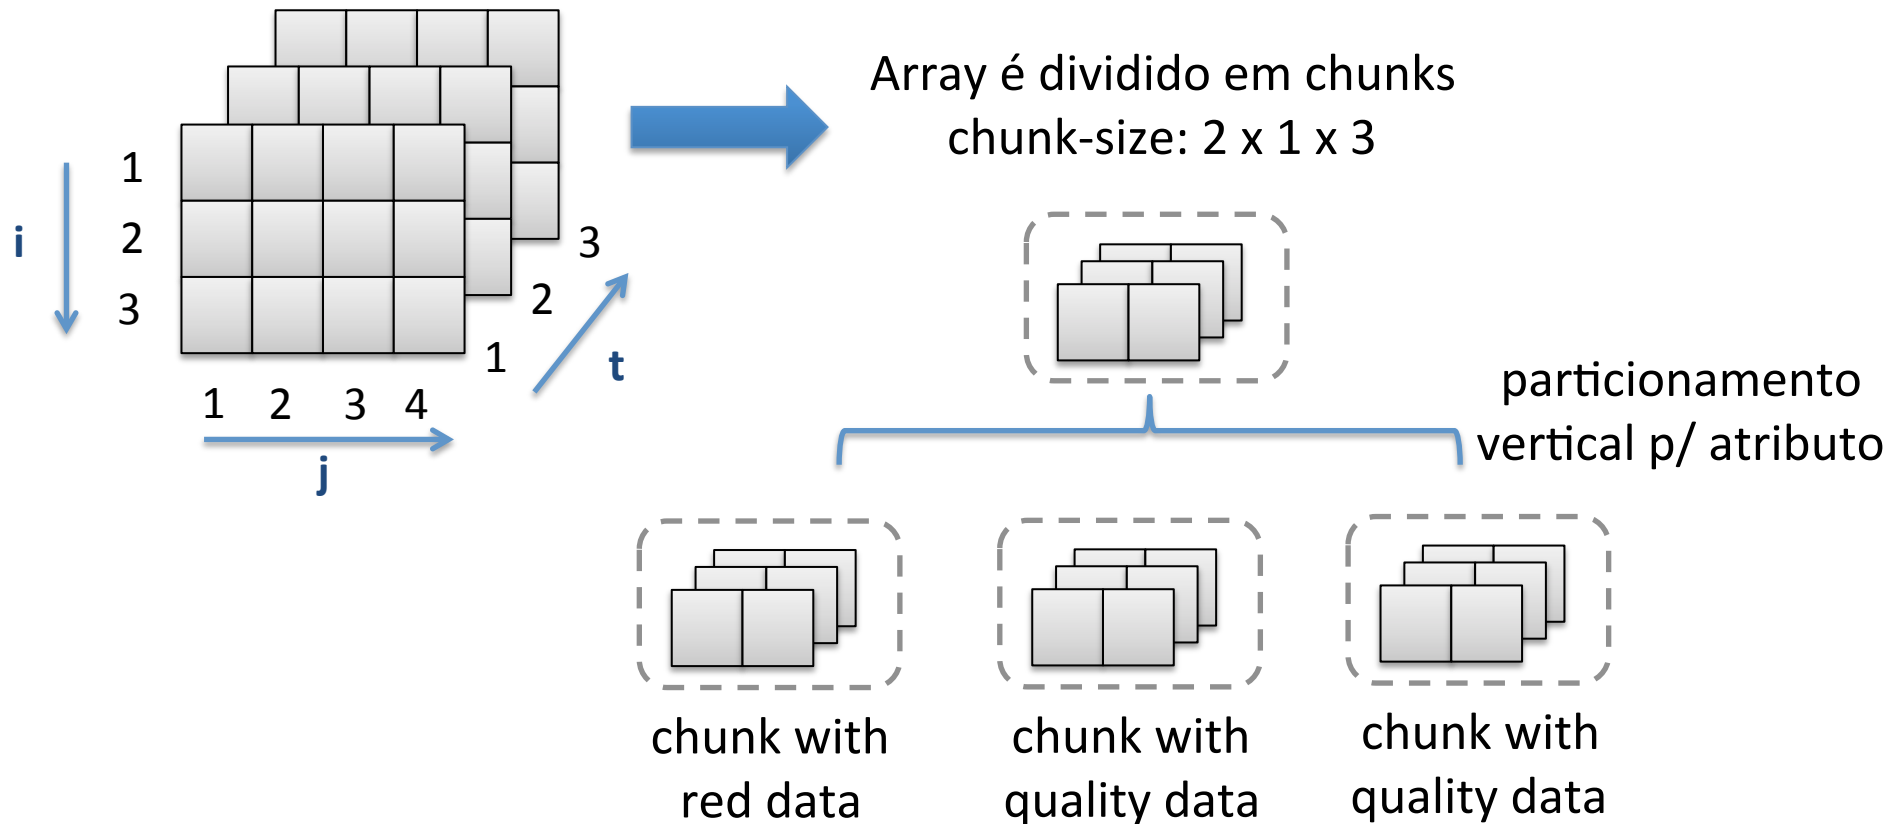 Array é dividido em chunks
chunk-size: 2 x 1 x 3
1
2
3
i
1 2 3 4
j
1
2
3
t
particionamento
vertical p/ atributo
chunk with
red data
chunk with
quality data
chunk with
quality data